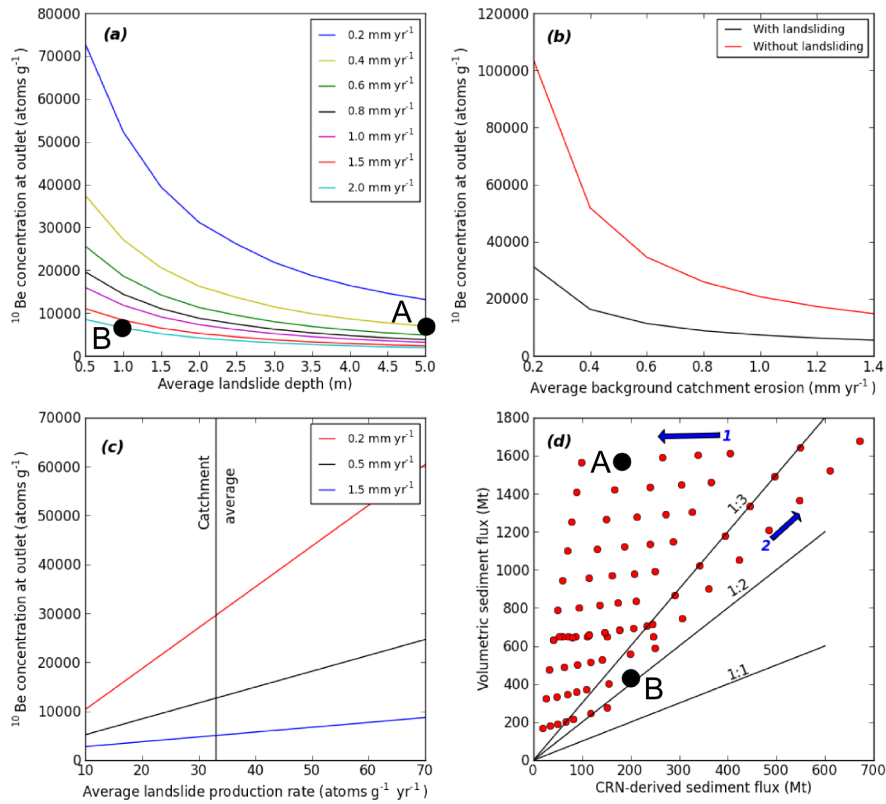 (a)
0.2 mm yr-1
0.4 mm yr-1
0.6 mm yr-1
0.8 mm yr-1
1.0 mm yr-1
1.5 mm yr-1
2.0 mm yr-1
A
B
80000
70000
60000
50000
40000
30000
20000
10000
0
10Be concentration at outlet (atoms g-1)
0.5 1.0 1.5 2.0 2.5 3.0 3.5 4.0 4.5 5.0
Average landslide depth (m)
(b)
With landsliding
Without landsliding
120000
100000
80000
60000
40000
20000
0
10Be concentration at outlet (atoms g-1)
0.2 0.4 0.6 0.8 1.0 1.2 1.4
Average background catchment erosion (mm yr-1)
(c)
0.2 mm yr-1
0.5 mm yr-1
1.5 mm yr-1
Catchment
average
70000
60000
50000
40000
30000
20000
10000
0
10Be concentration at outlet (atoms g-1)
10 20 30 40 50 60 70
Average landslide production rate (atoms g-1 yr-1)
(d)
1
A
1:3
2
1:2
B
1:1
1800
1600
1400
1200
1000
800
600
400
200
0
Volumetric sediment flux (Mt)
0 100 200 300 400 500 600 700
CRN-derived sediment flux (Mt)